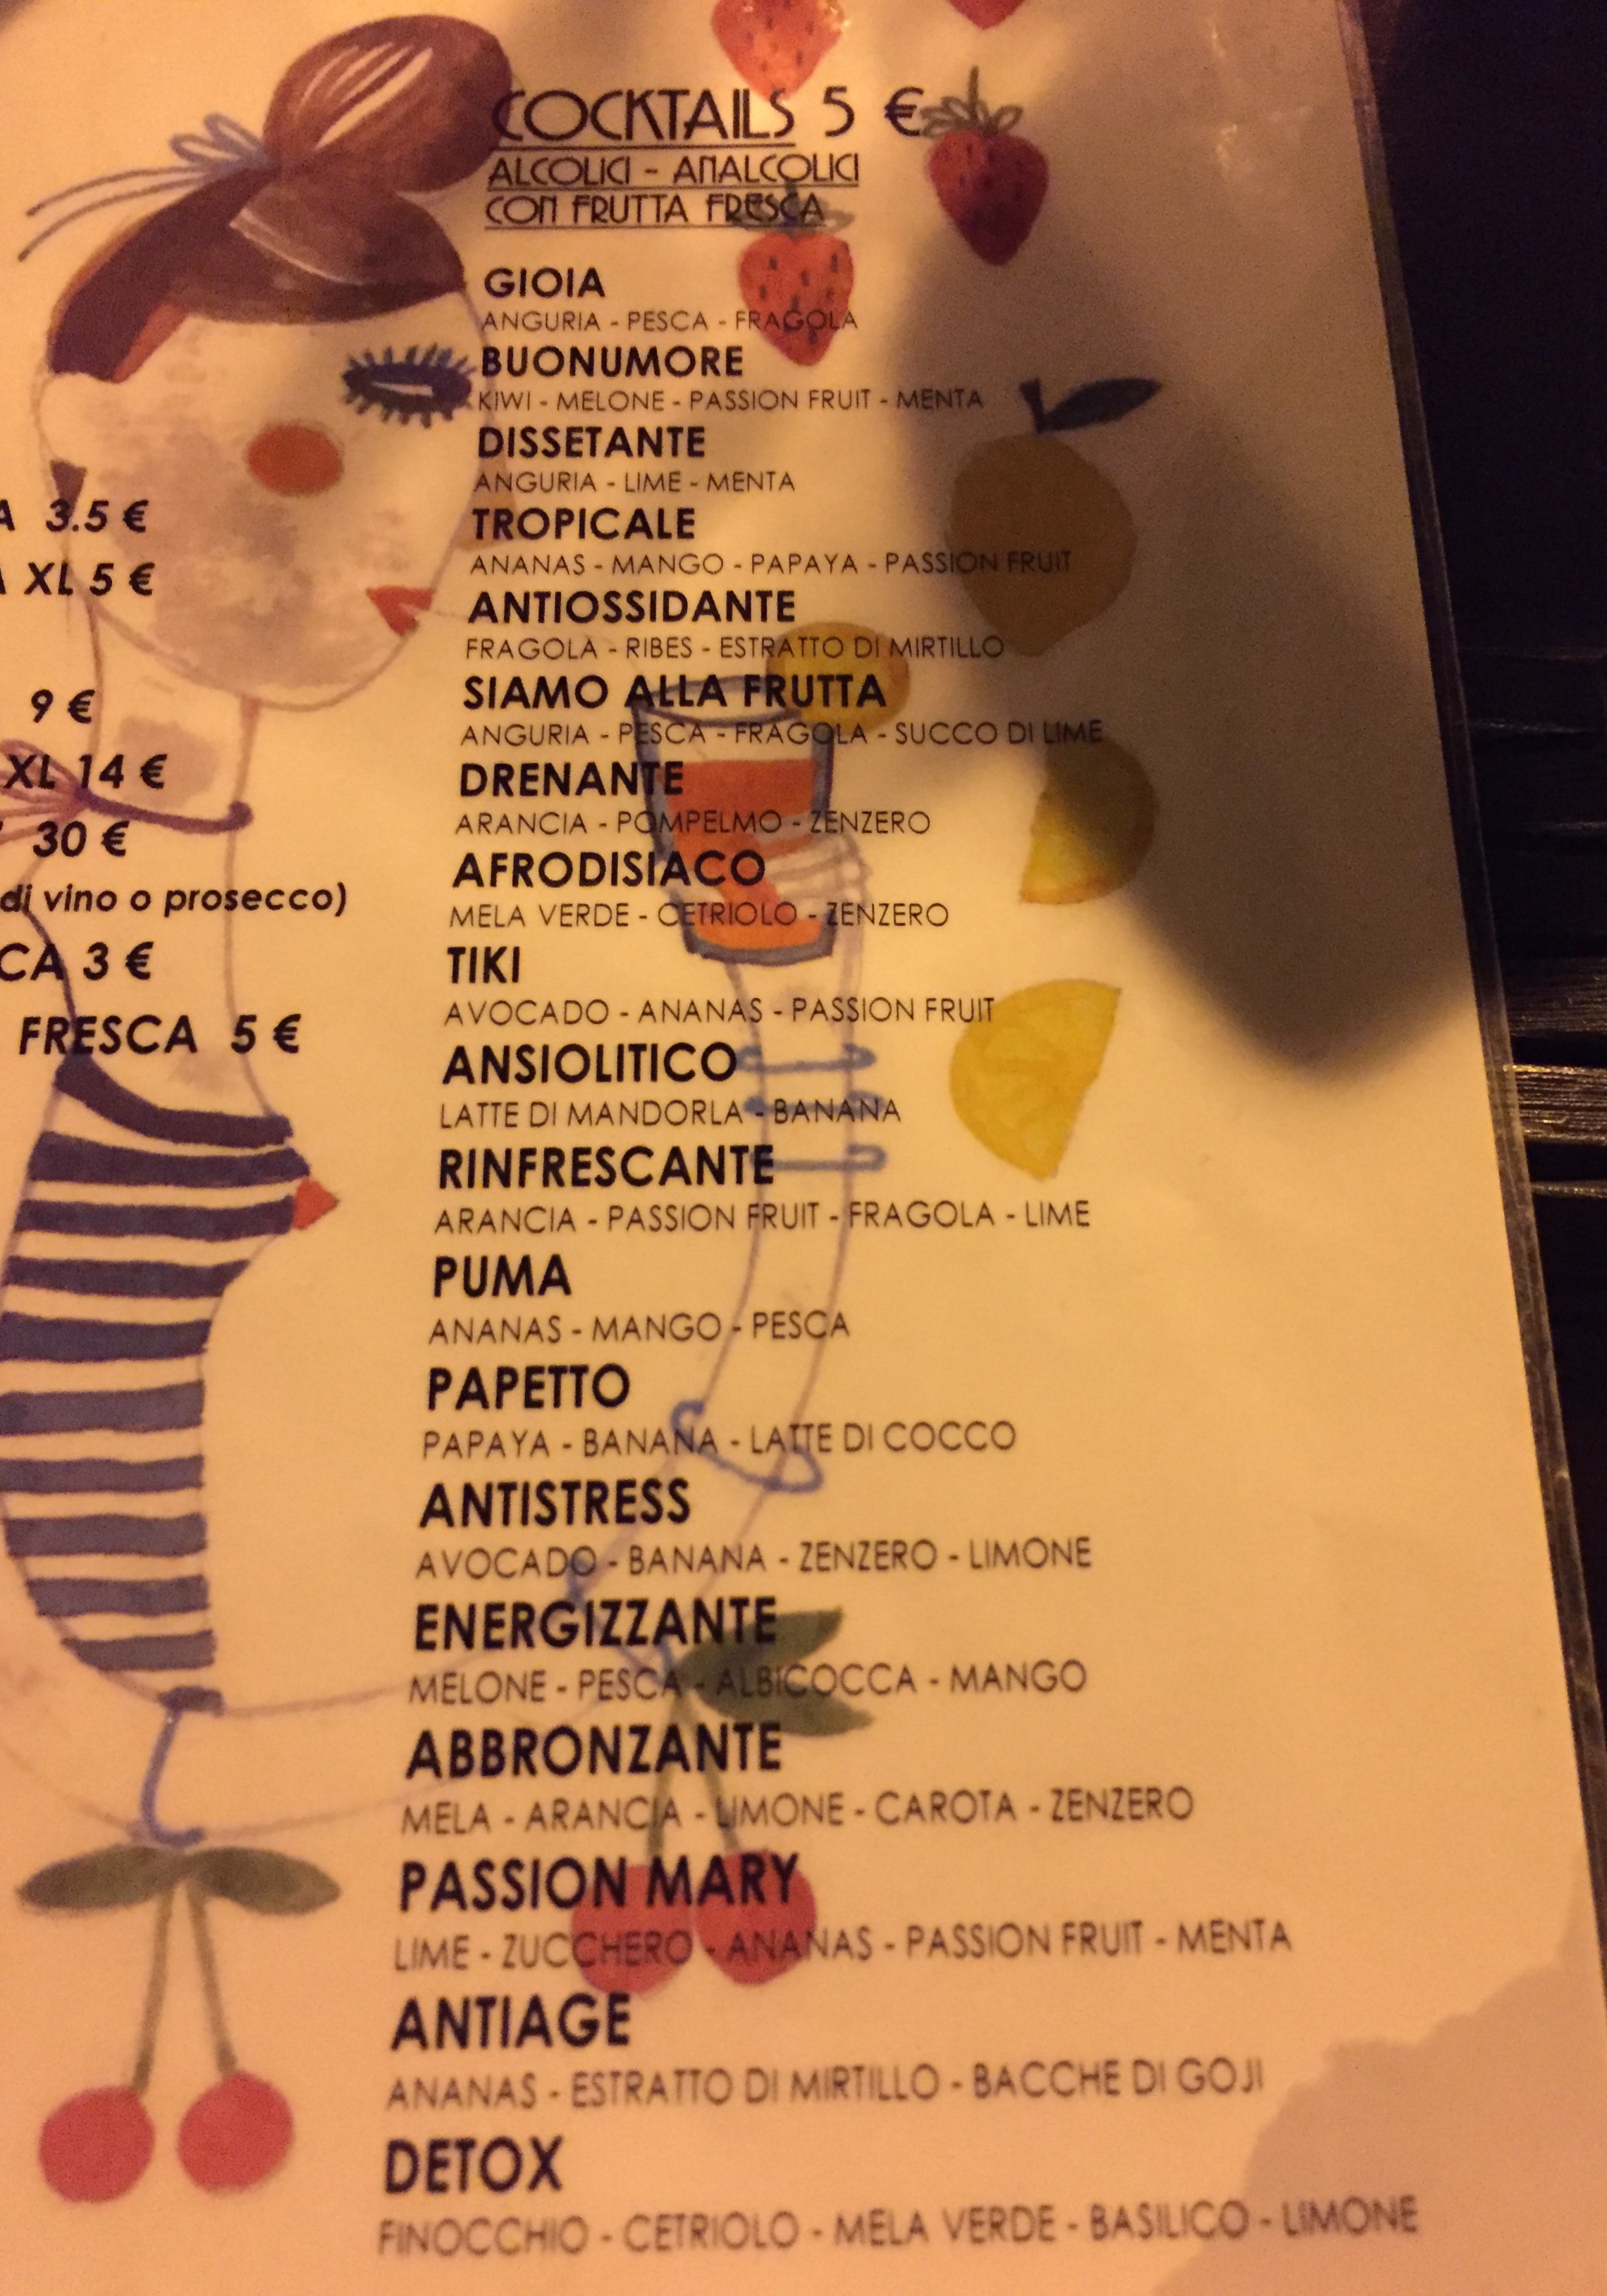 COCKTAILS 5 €
ALCOLICI - ANALCOLICI
CON FRUTTA FRESCA
GIOIA
ANGURIA - PESCA - FRAGOLA
BUONUMORE
KIWI - MELONE - PASSION FRUIT - MENTA
DISSETANTE
ANGURIA - LIME - MENTA
TROPICALE
ANANAS - MANGO - PAPAYA - PASSION FRUIT
ANTIOSSIDANTE
FRAGOLA - RIBES - ESTRATTO DI MIRTILLO
SIAMO ALLA FRUTTA
ANGURIA - PESCA - FRAGOLA - SUCCO DI LIME
DRENANTE
ARANCIA - POMPELMO - ZENZERO
AFRODISIACO
MELA VERDE - CETRIOLO - ZENZERO
TIKI
AVOCADO - ANANAS - PASSION FRUIT
ANSIOLITICO
LATTE DI MANDORLA - BANANA
RINFRESCANTE
ARANCIA - PASSION FRUIT - FRAGOLA - LIME
PUMA
ANANAS - MANGO - PESCA
PAPETTO
PAPAYA - BANANA - LATTE DI COCCO
ANTISTRESS
AVOCADO - BANANA - ZENZERO - LIMONE
ENERGIZZANTE
MELONE - PESCA - ALBICOCCA - MANGO
ABBRONZANTE
MELA - ARANCIA - LIMONE - CAROTA - ZENZERO
PASSION MARY
LIME - ZUCCHERO - ANANAS - PASSION FRUIT - MENTA
ANTIAGE
ANANAS - ESTRATTO DI MIRTILLO - BACCHE DI GOJI
DETOX
FINOCCHIO - CETRIOLO - MELA VERDE - BASILICO - LIMONE
A 3.5 €
XL 5 €
9 €
XL 14 €
30 €
di vino o prosecco)
CA 3 €
FRESCA 5 €